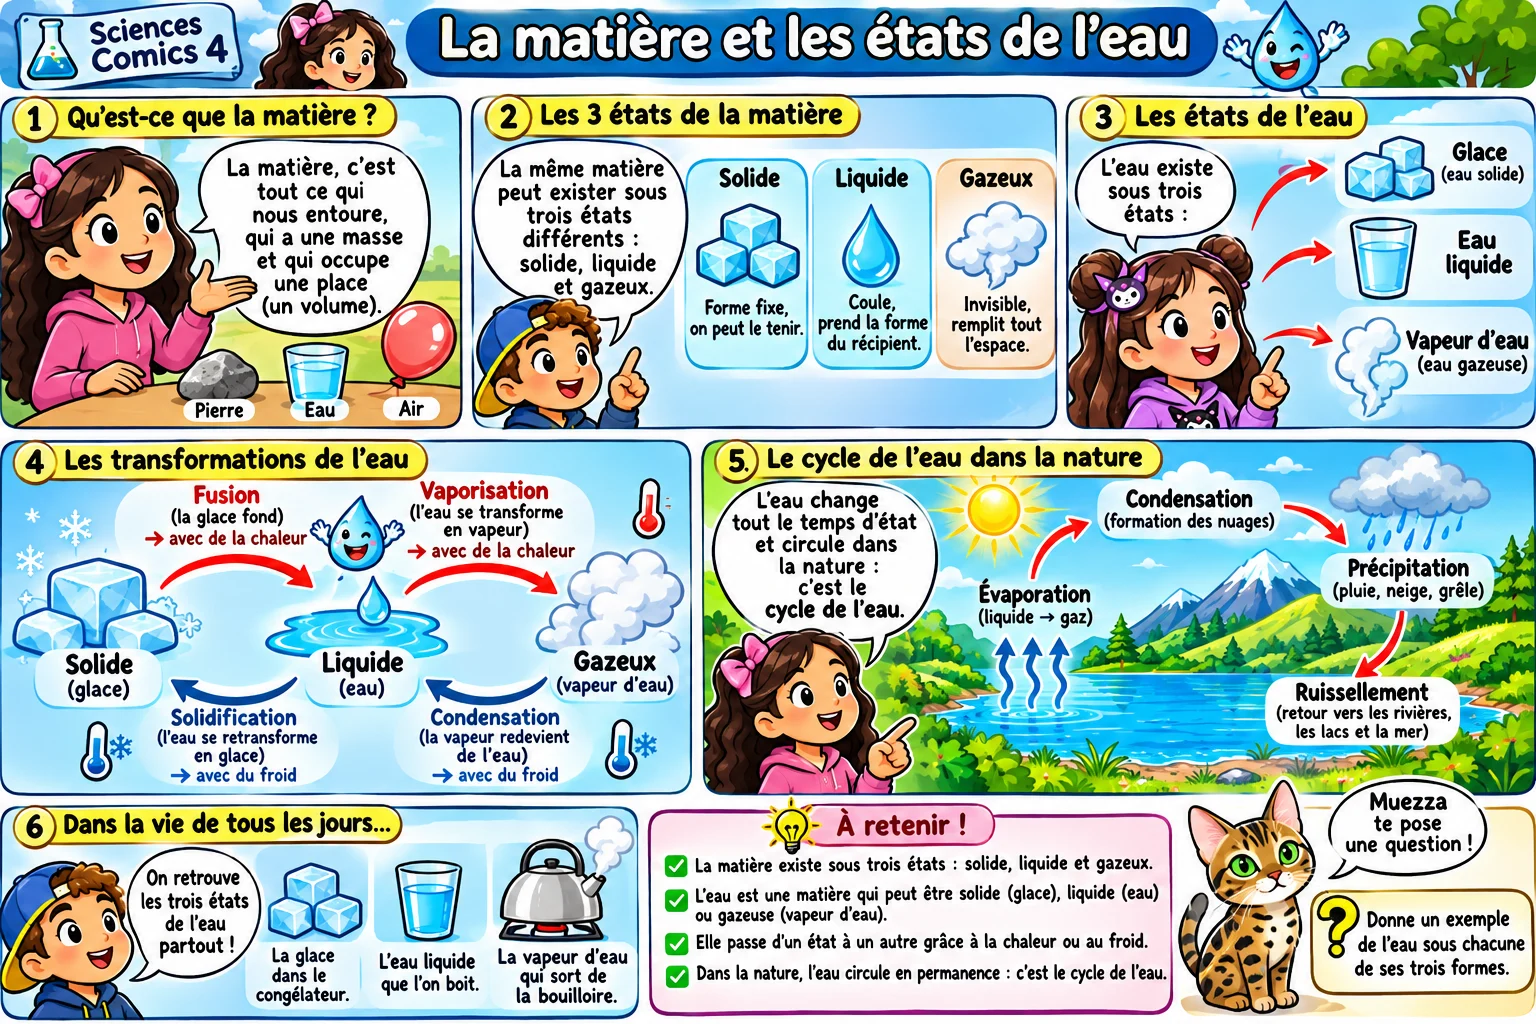 Sciences
Comics 4
La matière et les états de l'eau
1 Qu'est-ce que la matière ?
La matière, c'est
tout ce qui
nous entoure,
qui a une masse
et qui occupe
une place
(un volume).
Pierre
Eau
Air
2 Les 3 états de la matière
La même matière
peut exister sous
trois états
différents :
solide, liquide
et gazeux.
Solide
Forme fixe,
on peut le tenir.
Liquide
Coule,
prend la forme
du récipient.
Gazeux
Invisible,
remplit tout
l'espace.
3 Les états de l'eau
L'eau existe
sous trois
états :
Glace
(eau solide)
Eau
liquide
Vapeur d'eau
(eau gazeuse)
4 Les transformations de l'eau
Fusion
(la glace fond)
→ avec de la chaleur
Vaporisation
(l'eau se transforme
en vapeur)
→ avec de la chaleur
Solide
(glace)
Liquide
(eau)
Gazeux
(vapeur d'eau)
Solidification
(l'eau se retransforme
en glace)
→ avec du froid
Condensation
(la vapeur redevient
de l'eau)
→ avec du froid
5. Le cycle de l'eau dans la nature
L'eau change
tout le temps d'état
et circule dans
la nature :
c'est le
cycle de l'eau.
Évaporation
(liquide → gaz)
Condensation
(formation des nuages)
Précipitation
(pluie, neige, grêle)
Ruissellement
(retour vers les rivières,
les lacs et la mer)
6 Dans la vie de tous les jours...
On retrouve
les trois états
de l'eau
partout !
La glace
dans le
congélateur.
L'eau liquide
que l'on boit.
La vapeur d'eau
qui sort de
la bouilloire.
À retenir !
La matière existe sous trois états : solide, liquide et gazeux.
L'eau est une matière qui peut être solide (glace), liquide (eau)
ou gazeuse (vapeur d'eau).
Elle passe d'un état à un autre grâce à la chaleur ou au froid.
Dans la nature, l'eau circule en permanence : c'est le cycle de l'eau.
Muezza
te pose
une question !
?
Donne un exemple
de l'eau sous chacune
de ses trois formes.